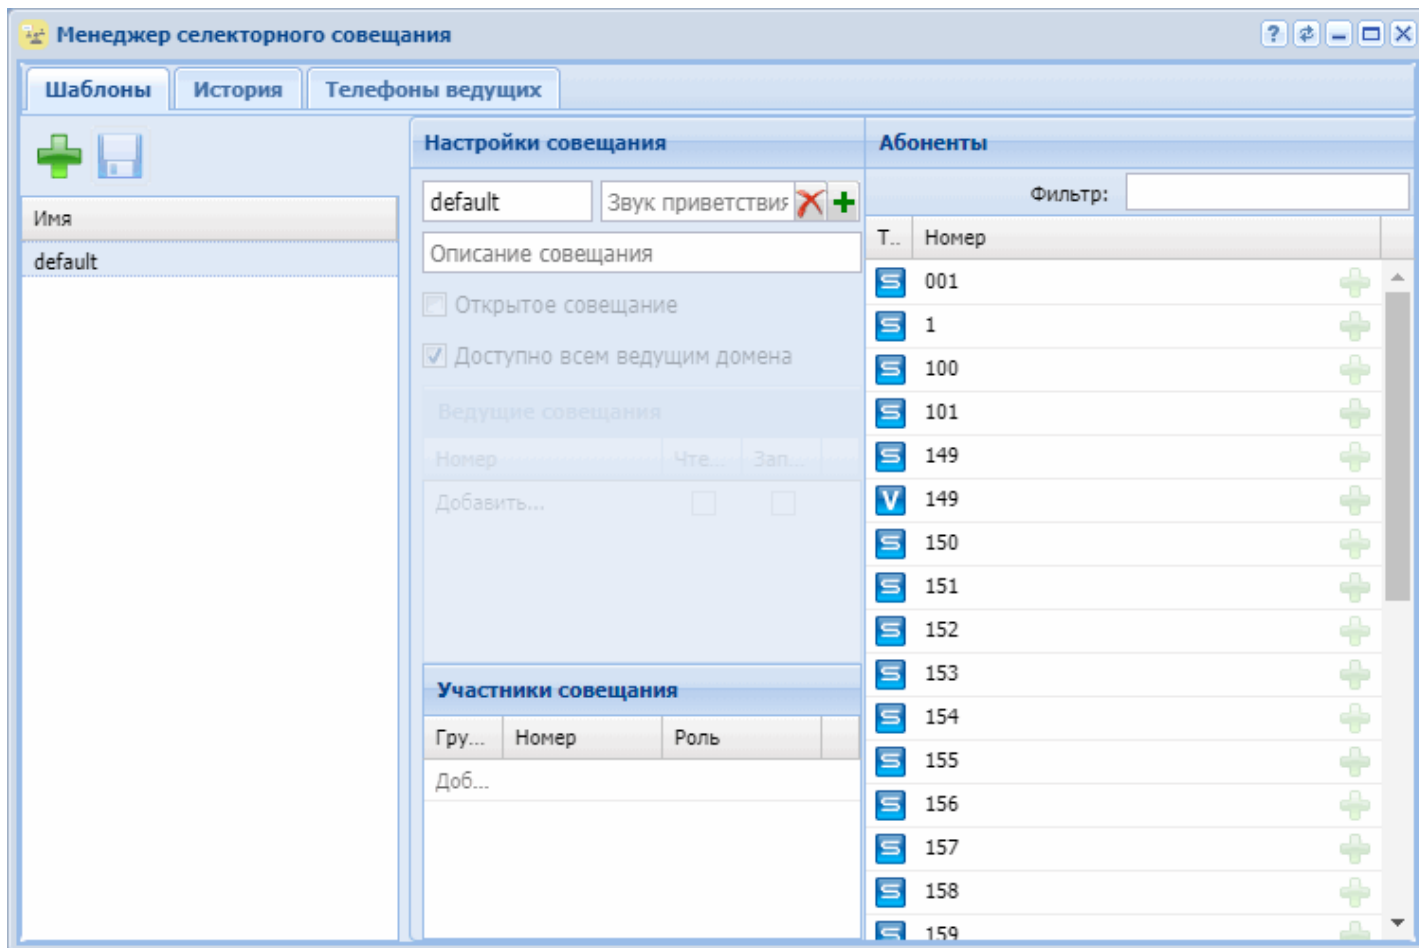 Менеджер селекторного совещания
Шаблоны История Телефоны ведущих
Имя
default
Настройки совещания
default Звук приветствия
Описание совещания
Открытое совещание
Доступно всем ведущим домена
Ведущие совещания
Номер Чте... Зап...
Добавить...
Участники совещания
Гру... Номер Роль
Доб...
Абоненты
Фильтр:
Т.. Номер
S 001
S 1
S 100
S 101
S 149
V 149
S 150
S 151
S 152
S 153
S 154
S 155
S 156
S 157
S 158
S 159